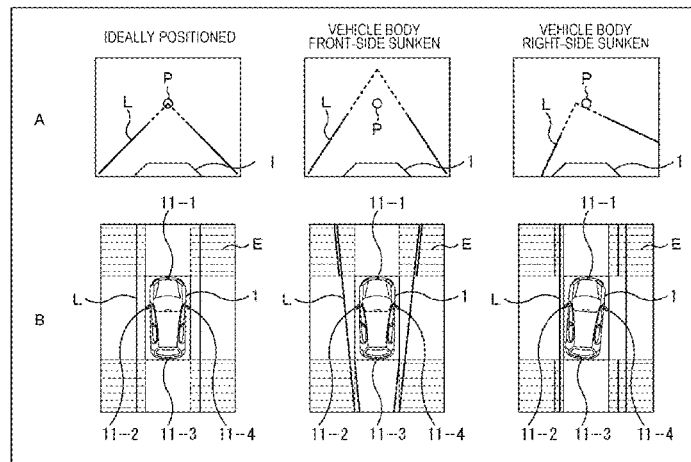 IDEALLY POSITIONED
VEHICLE BODY
FRONT-SIDE SUNKEN
VEHICLE BODY
RIGHT-SIDE SUNKEN
A
P
L
1
L
P
1
P
L
1
11-1
11-1
11-1
B
E
L
1
E
L
1
E
L
1
11-2
11-3
11-4
11-2
11-3
11-4
11-2
11-3
11-4